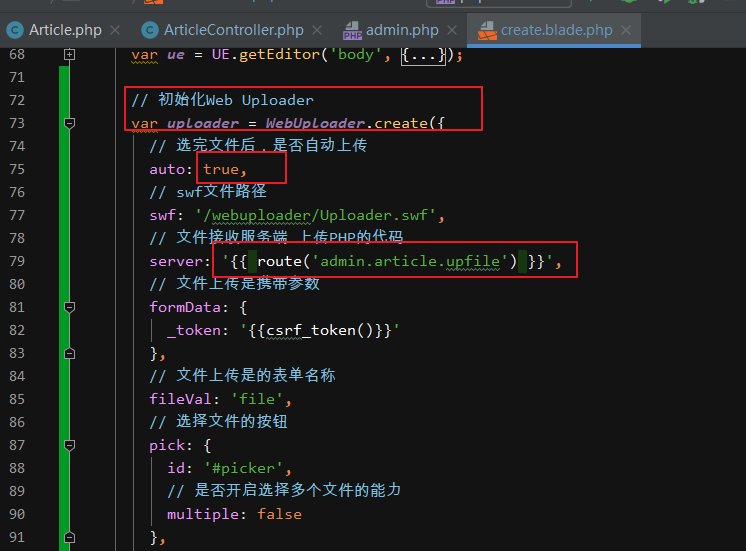 Article.php × ArticleController.php × admin.php × create.blade.php ×
68 var ue = UE.getEditor('body', {...});
71
72 // 初始化Web Uploader
73 var uploader = WebUploader.create({
74 // 选完文件后，是否自动上传
75 auto: true,
76 // swf文件路径
77 swf: '/webuploader/Uploader.swf',
78 // 文件接收服务端 上传PHP的代码
79 server: '{{ route('admin.article.upfile') }}',
80 // 文件上传是携带参数
81 formData: {
82 _token: '{{csrf_token()}}'
83 },
84 // 文件上传是的表单名称
85 fileVal: 'file',
86 // 选择文件的按钮
87 pick: {
88 id: '#picker',
89 // 是否开启选择多个文件的能力
90 multiple: false
91 },